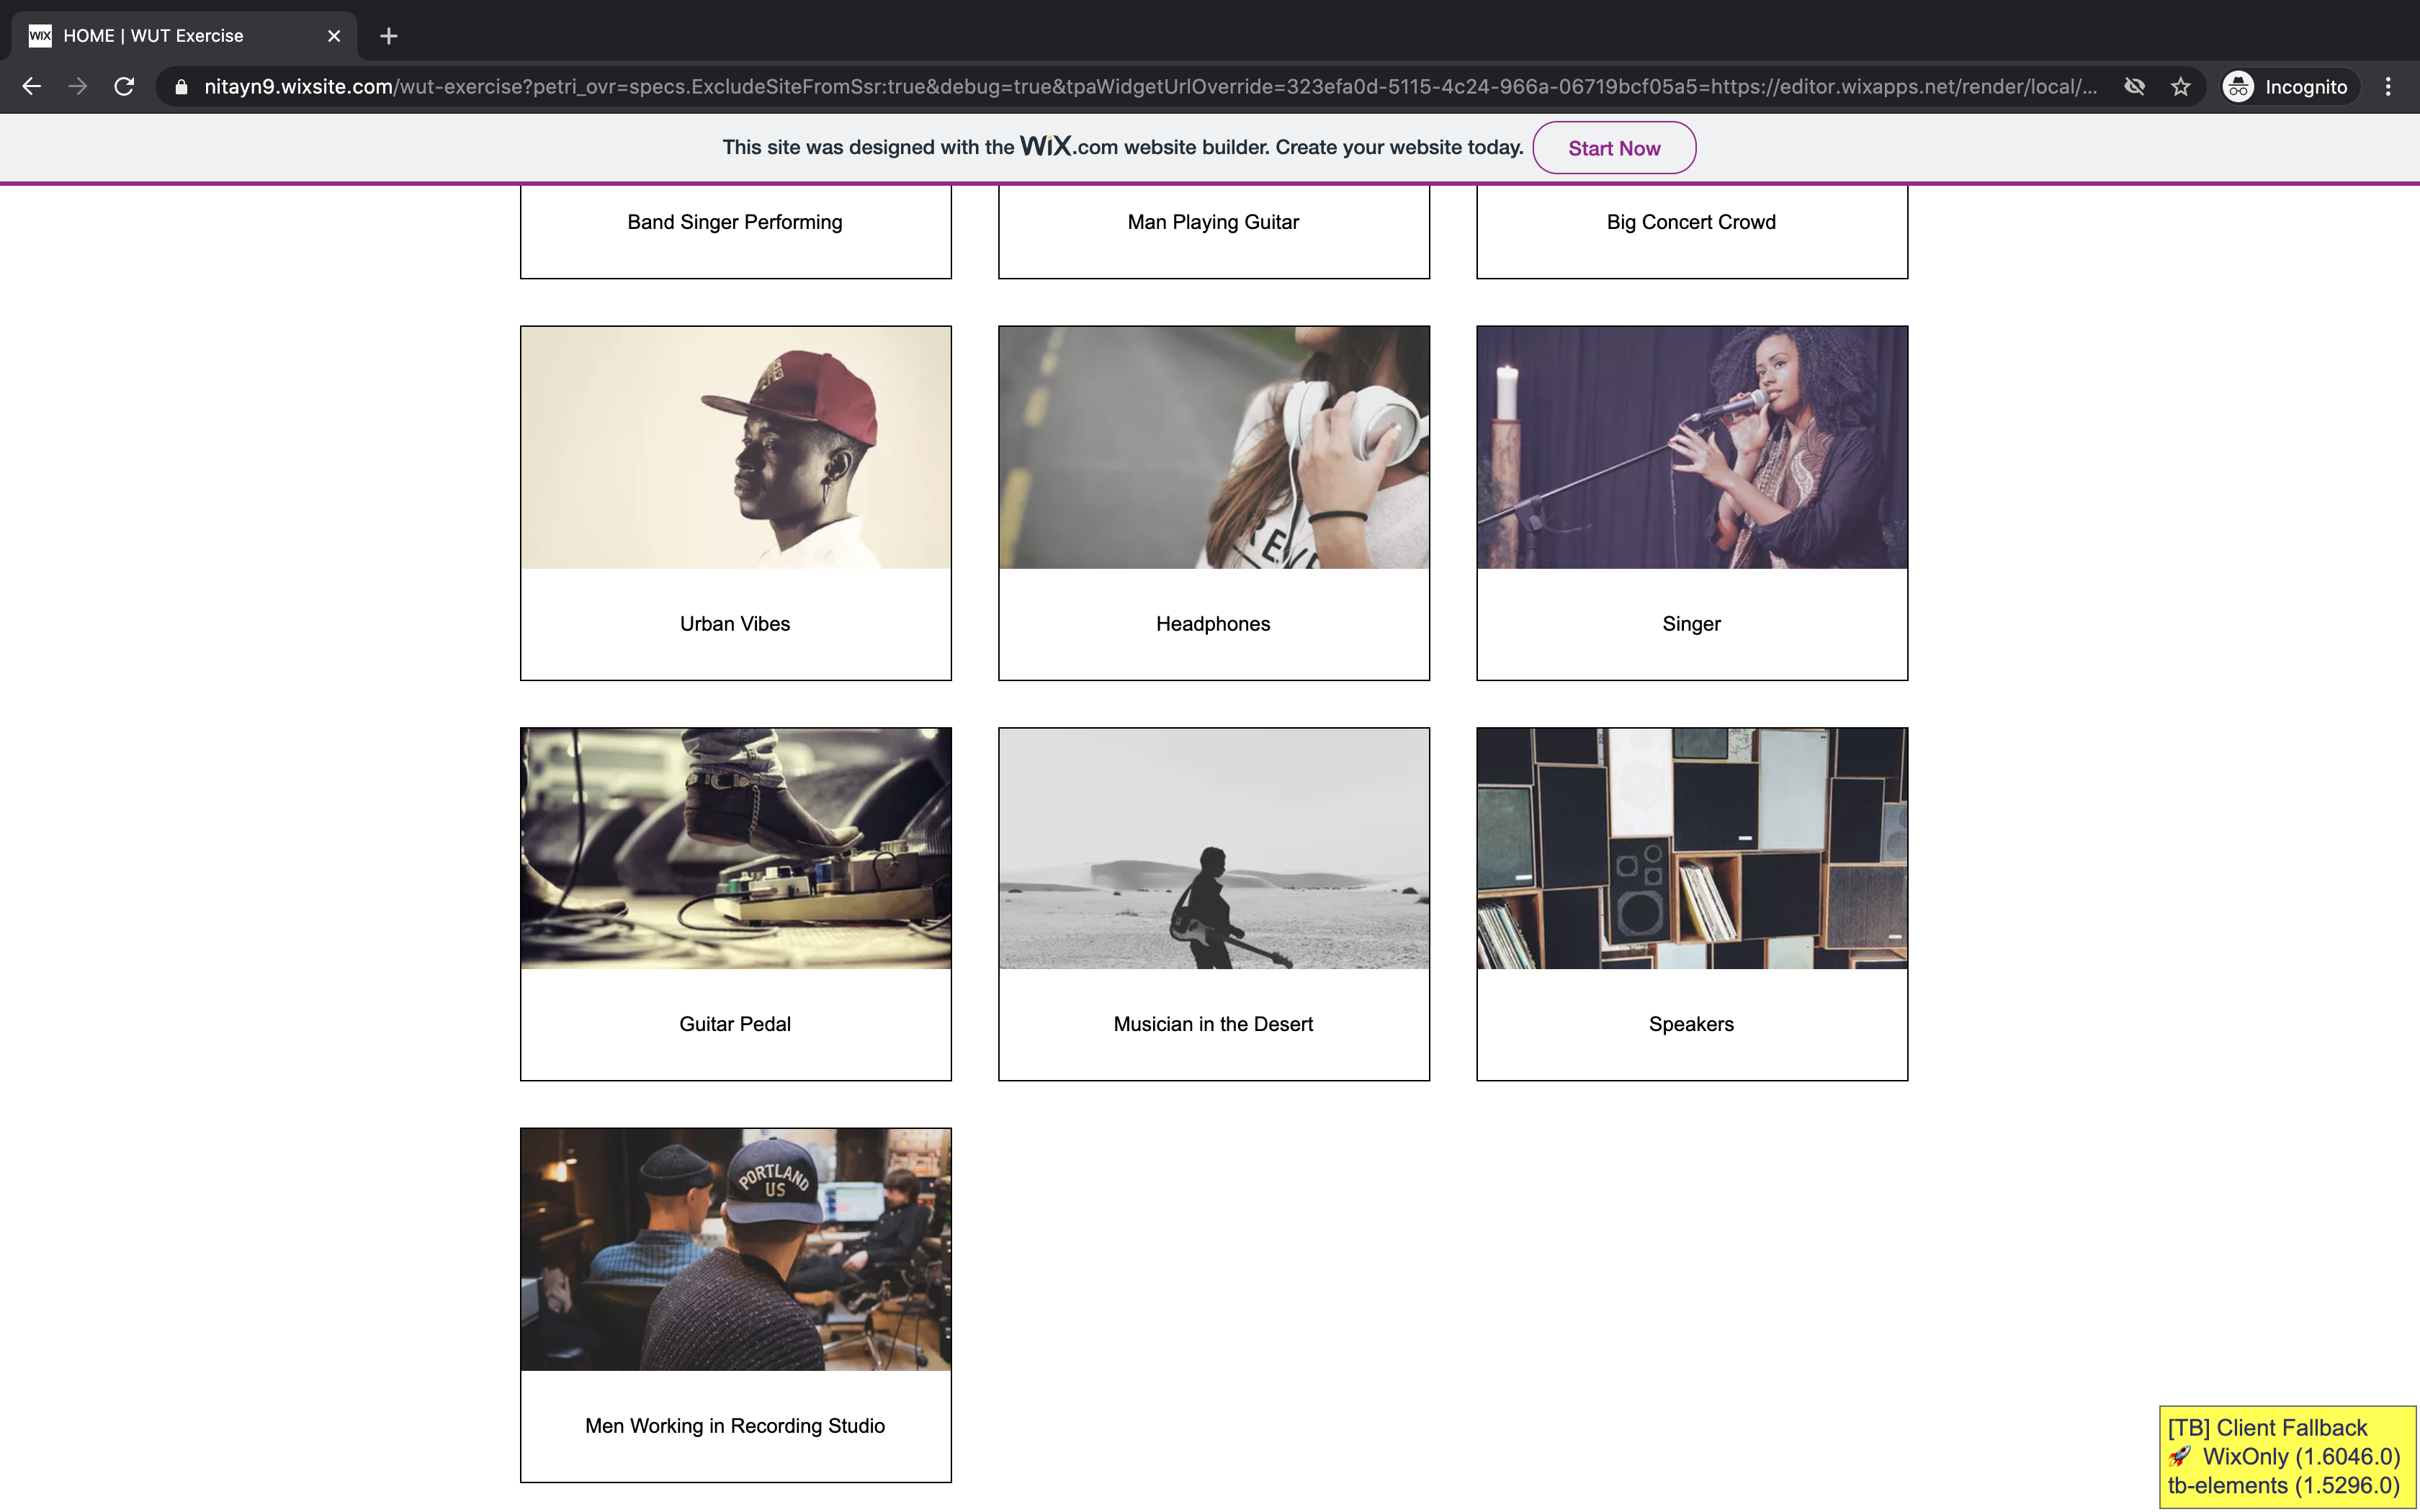 WIX HOME | WUT Exercise
nitayn9.wixsite.com/wut-exercise?petri_ovr=specs.ExcludeSiteFromSsr:true&debug=true&tpaWidgetUrlOverride=323efa0d-5115-4c24-966a-06719bcf05a5=https://editor.wixapps.net/render/local/... Incognito
This site was designed with the WiX.com website builder. Create your website today. Start Now
Band Singer Performing
Man Playing Guitar
Big Concert Crowd
Urban Vibes
Headphones
Singer
Guitar Pedal
Musician in the Desert
Speakers
PORTLAND
US
Men Working in Recording Studio
[TB] Client Fallback
🚀 WixOnly (1.6046.0)
tb-elements (1.5296.0)